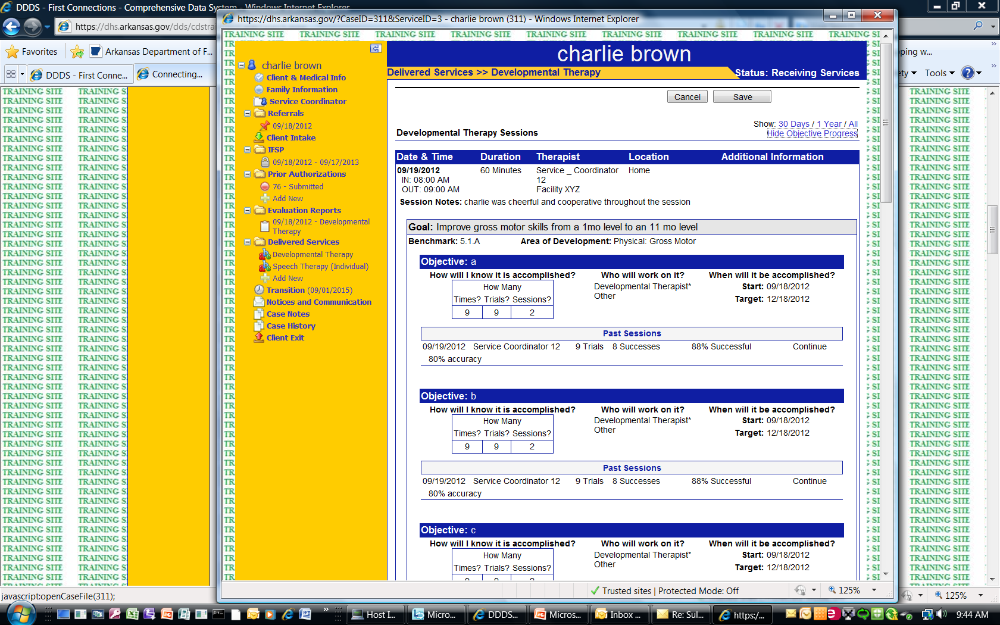 DDDS - First Connections - Comprehensive Data System - Windows Internet Explorer
https://dhs.arkansas.gov/dds/cdstra
Favorites
Arkansas Department of F...
DDDS - First Conne...
Connecting...
ping w...
Tools
https://dhs.arkansas.gov/?CaseID=311&ServiceID=3 - charlie brown (311) - Windows Internet Explorer
TRAINING SITE TRAINING SITE TRAINING SITE TRAINING SITE TRAINING SITE TRAINING SITE TRAINING SITE TRAINING SITE TRAINING SI
charlie brown
Client & Medical Info
Family Information
Service Coordinator
Referrals
09/18/2012
Client Intake
IFSP
09/18/2012 - 09/17/2013
Prior Authorizations
76 - Submitted
Add New
Evaluation Reports
09/18/2012 - Developmental
Therapy
Delivered Services
Developmental Therapy
Speech Therapy (Individual)
Add New
Transition (09/01/2015)
Notices and Communication
Case Notes
Case History
Client Exit
charlie brown
Delivered Services >> Developmental Therapy
Status: Receiving Services
Cancel Save
Show: 30 Days / 1 Year / All
Developmental Therapy Sessions
Hide Objective Progress
Date & Time Duration Therapist Location Additional Information
09/19/2012 60 Minutes Service _ Coordinator Home
IN: 08:00 AM 12
OUT: 09:00 AM Facility XYZ
Session Notes: charlie was cheerful and cooperative throughout the session
Goal: Improve gross motor skills from a 1mo level to an 11 mo level
Benchmark: 5.1.A Area of Development: Physical: Gross Motor
Objective: a
How will I know it is accomplished? Who will work on it? When will it be accomplished?
How Many Developmental Therapist* Start: 09/18/2012
Times? Trials? Sessions? Other Target: 12/18/2012
9 9 2
Past Sessions
09/19/2012 Service Coordinator 12 9 Trials 8 Successes 88% Successful Continue
80% accuracy
Objective: b
How will I know it is accomplished? Who will work on it? When will it be accomplished?
How Many Developmental Therapist* Start: 09/18/2012
Times? Trials? Sessions? Other Target: 12/18/2012
9 9 2
Past Sessions
09/19/2012 Service Coordinator 12 9 Trials 8 Successes 88% Successful Continue
80% accuracy
Objective: c
How will I know it is accomplished? Who will work on it? When will it be accomplished?
How Many Developmental Therapist* Start: 09/18/2012
Times? Trials? Sessions? Other Target: 12/18/2012
Trusted sites | Protected Mode: Off
125%
javascript:openCaseFile(311);
125%
Host I... Micro... DDDS... Micros... Inbox ... Re: Sul... https:/...
9:44 AM